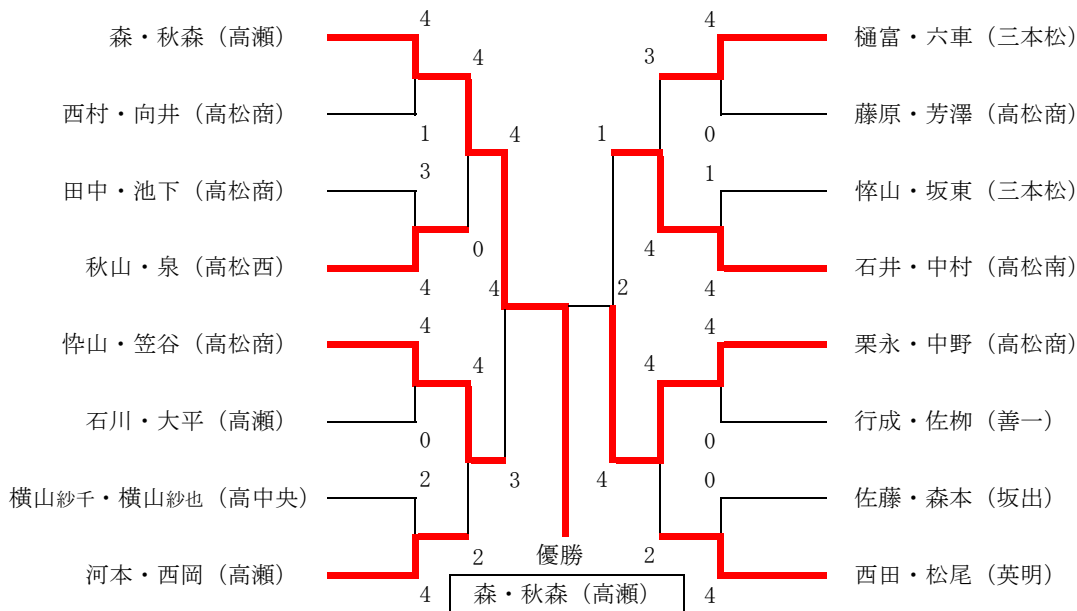 森・秋森（高瀬）
西村・向井（高松商）
田中・池下（高松商）
秋山・泉（高松西）
忰山・笠谷（高松商）
石川・大平（高瀬）
横山紗千・横山紗也（高中央）
河本・西岡（高瀬）
4
1
3
4
4
0
2
4
4
0
4
2
4
3
4
2
1
4
3
4
4
2
4
0
1
4
4
0
0
4
樋富・六車（三本松）
藤原・芳澤（高松商）
悴山・坂東（三本松）
石井・中村（高松南）
栗永・中野（高松商）
行成・佐栁（善一）
佐藤・森本（坂出）
西田・松尾（英明）
優勝
森・秋森（高瀬）